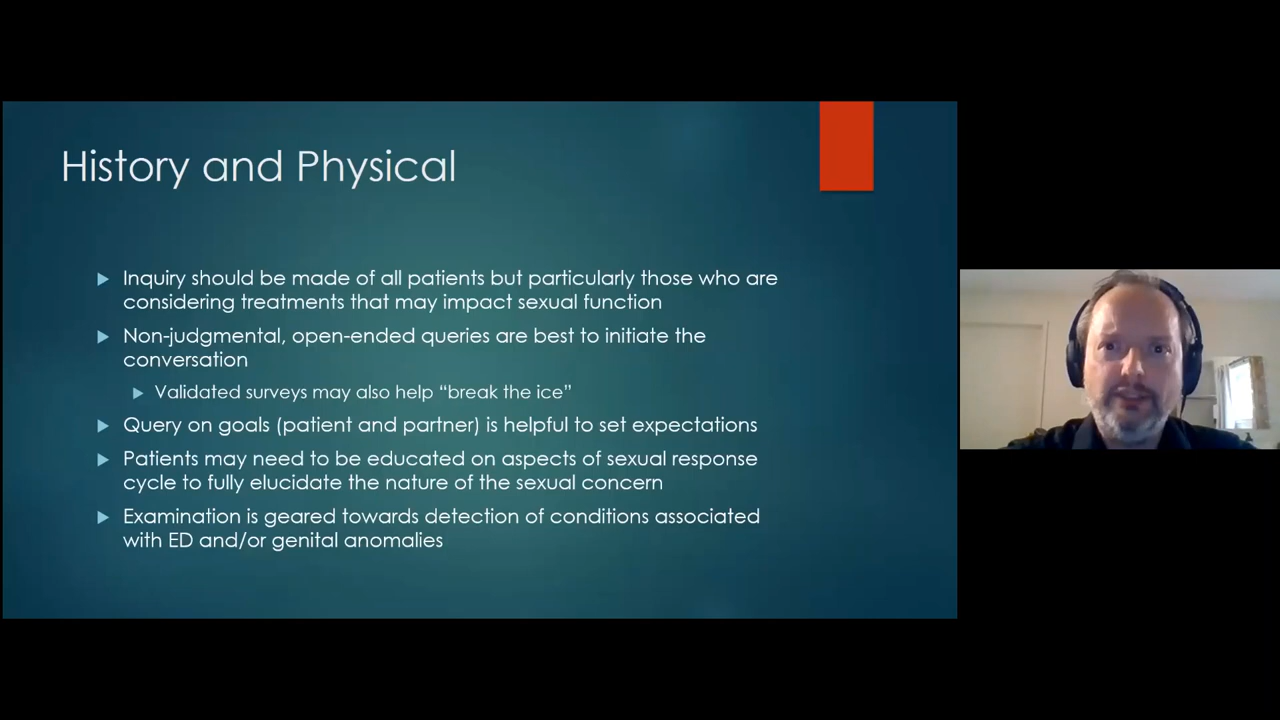 History and Physical
Inquiry should be made of all patients but particularly those who are
considering treatments that may impact sexual function
Non-judgmental, open-ended queries are best to initiate the
conversation
Validated surveys may also help “break the ice”
Query on goals (patient and partner) is helpful to set expectations
Patients may need to be educated on aspects of sexual response
cycle to fully elucidate the nature of the sexual concern
Examination is geared towards detection of conditions associated
with ED and/or genital anomalies